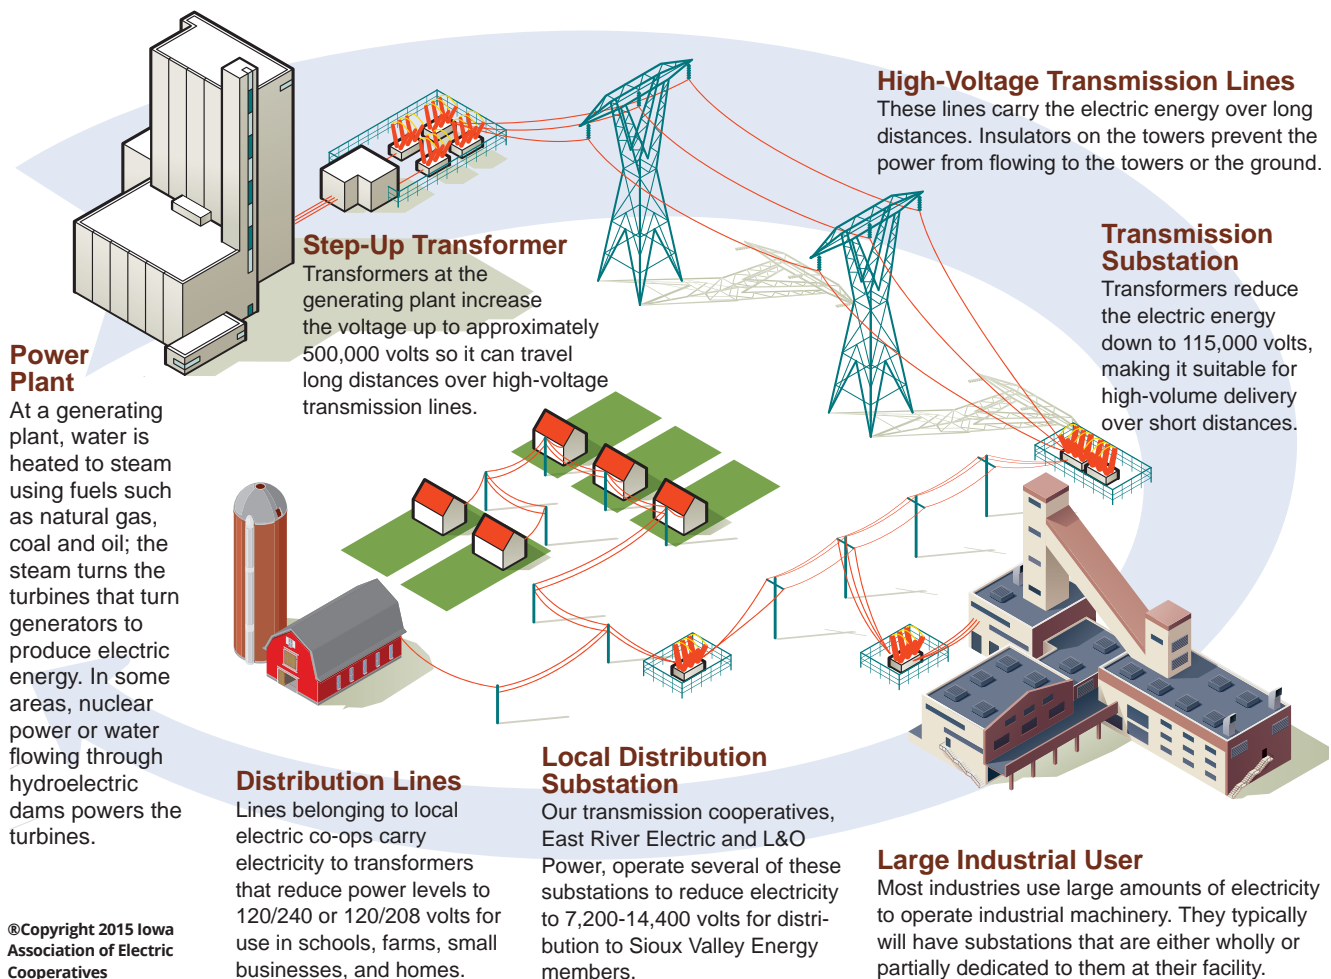 High-Voltage Transmission Lines
These lines carry the electric energy over long
distances. Insulators on the towers prevent the
power from flowing to the towers or the ground.
Step-Up Transformer
Transformers at the
generating plant increase
the voltage up to approximately
500,000 volts so it can travel
long distances over high-voltage
transmission lines.
Transmission
Substation
Transformers reduce
the electric energy
down to 115,000 volts,
making it suitable for
high-volume delivery
over short distances.
Power
Plant
At a generating
plant, water is
heated to steam
using fuels such
as natural gas,
coal and oil; the
steam turns the
turbines that turn
generators to
produce electric
energy. In some
areas, nuclear
power or water
flowing through
hydroelectric
dams powers the
turbines.
Distribution Lines
Lines belonging to local
electric co-ops carry
electricity to transformers
that reduce power levels to
120/240 or 120/208 volts for
use in schools, farms, small
businesses, and homes.
Local Distribution
Substation
Our transmission cooperatives,
East River Electric and L&O
Power, operate several of these
substations to reduce electricity
to 7,200-14,400 volts for distri-
bution to Sioux Valley Energy
members.
Large Industrial User
Most industries use large amounts of electricity
to operate industrial machinery. They typically
will have substations that are either wholly or
partially dedicated to them at their facility.
®Copyright 2015 Iowa
Association of Electric
Cooperatives